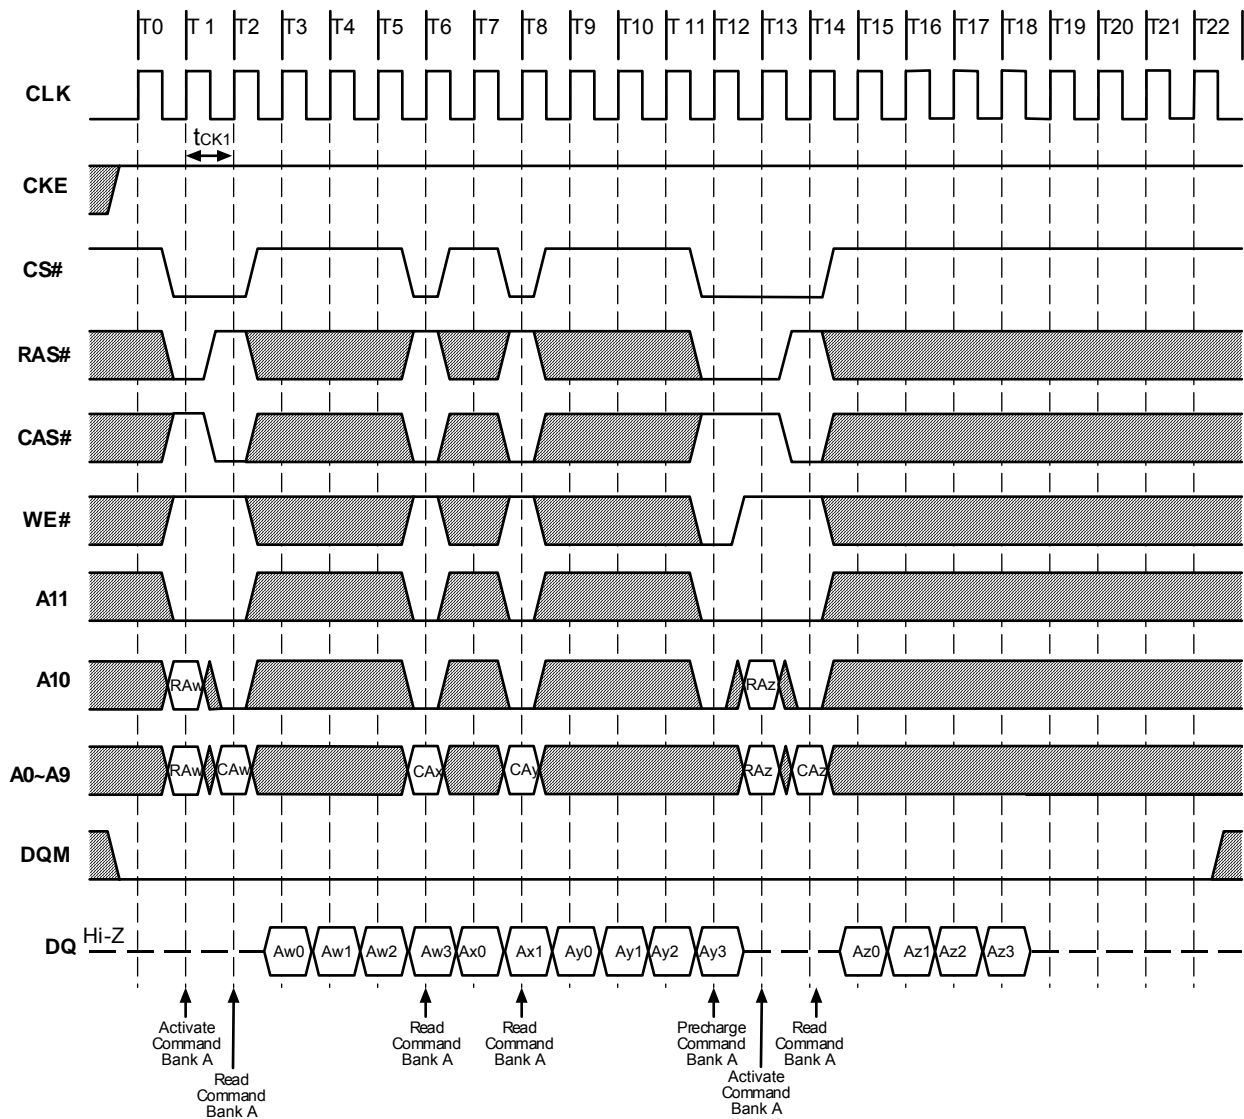 T0 T 1 T2 T3 T4 T5 T6 T7 T8 T9 T10 T 11 T12 T13 T14 T15 T16 T17 T18 T19 T20 T21 T22
CLK
tCK1
CKE
CS#
RAS#
CAS#
WE#
A11
A10 RAw RAz
A0~A9 RAw CAw CAx CAy RAz CAz
DQM
DQ Hi-Z Aw0 Aw1 Aw2 Aw3 Ax0 Ax1 Ay0 Ay1 Ay2 Ay3 Az0 Az1 Az2 Az3
Activate
Command
Bank A
Read
Command
Bank A
Read
Command
Bank A
Read
Command
Bank A
Precharge
Command
Bank A
Activate
Command
Bank A
Read
Command
Bank A